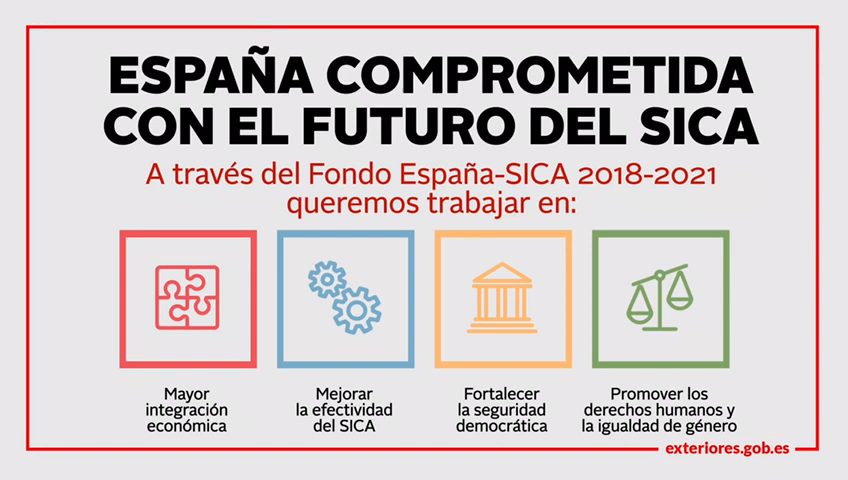 ESPAÑA COMPROMETIDA
CON EL FUTURO DEL SICA
A través del Fondo España-SICA 2018-2021
queremos trabajar en:
Mayor
integración
económica
Mejorar
la efectividad
del SICA
Fortalecer
la seguridad
democrática
Promover los
derechos humanos y
la igualdad de género
exteriores.gob.es